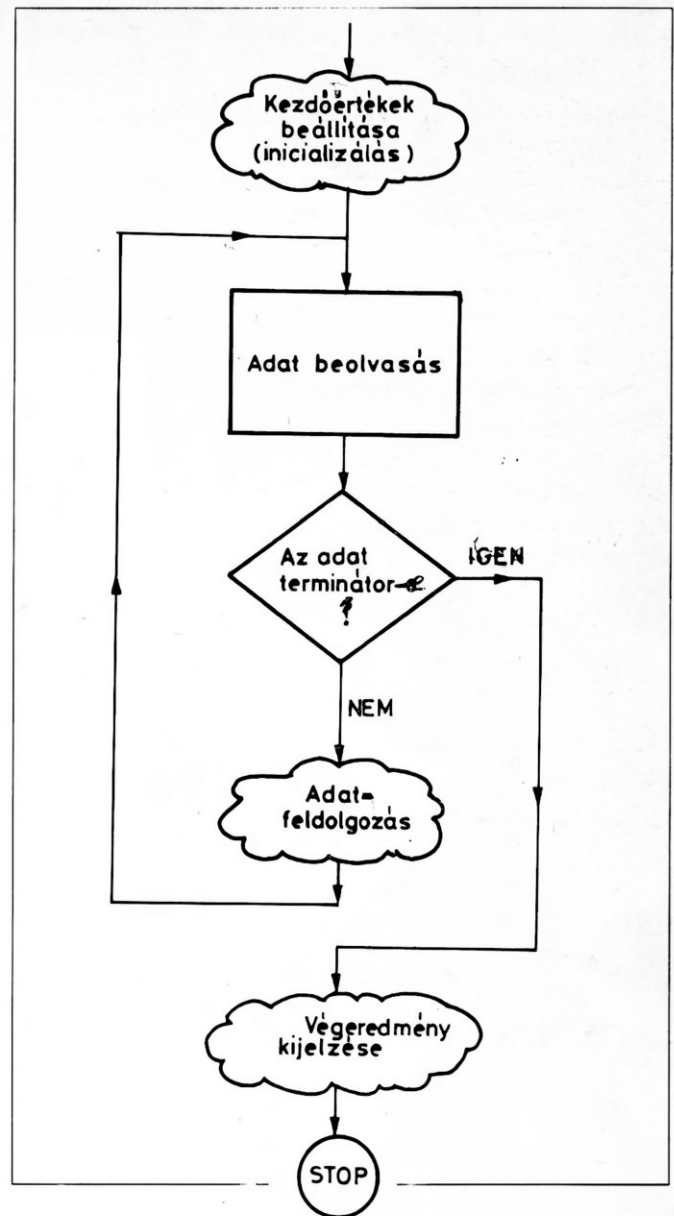 Kezdőértékek
beállítása
(inicializálás)
Adat beolvasás
Az adat
terminátor-e
?
IGEN
NEM
Adat-
feldolgozás
Végeredmény
kijelzése
STOP